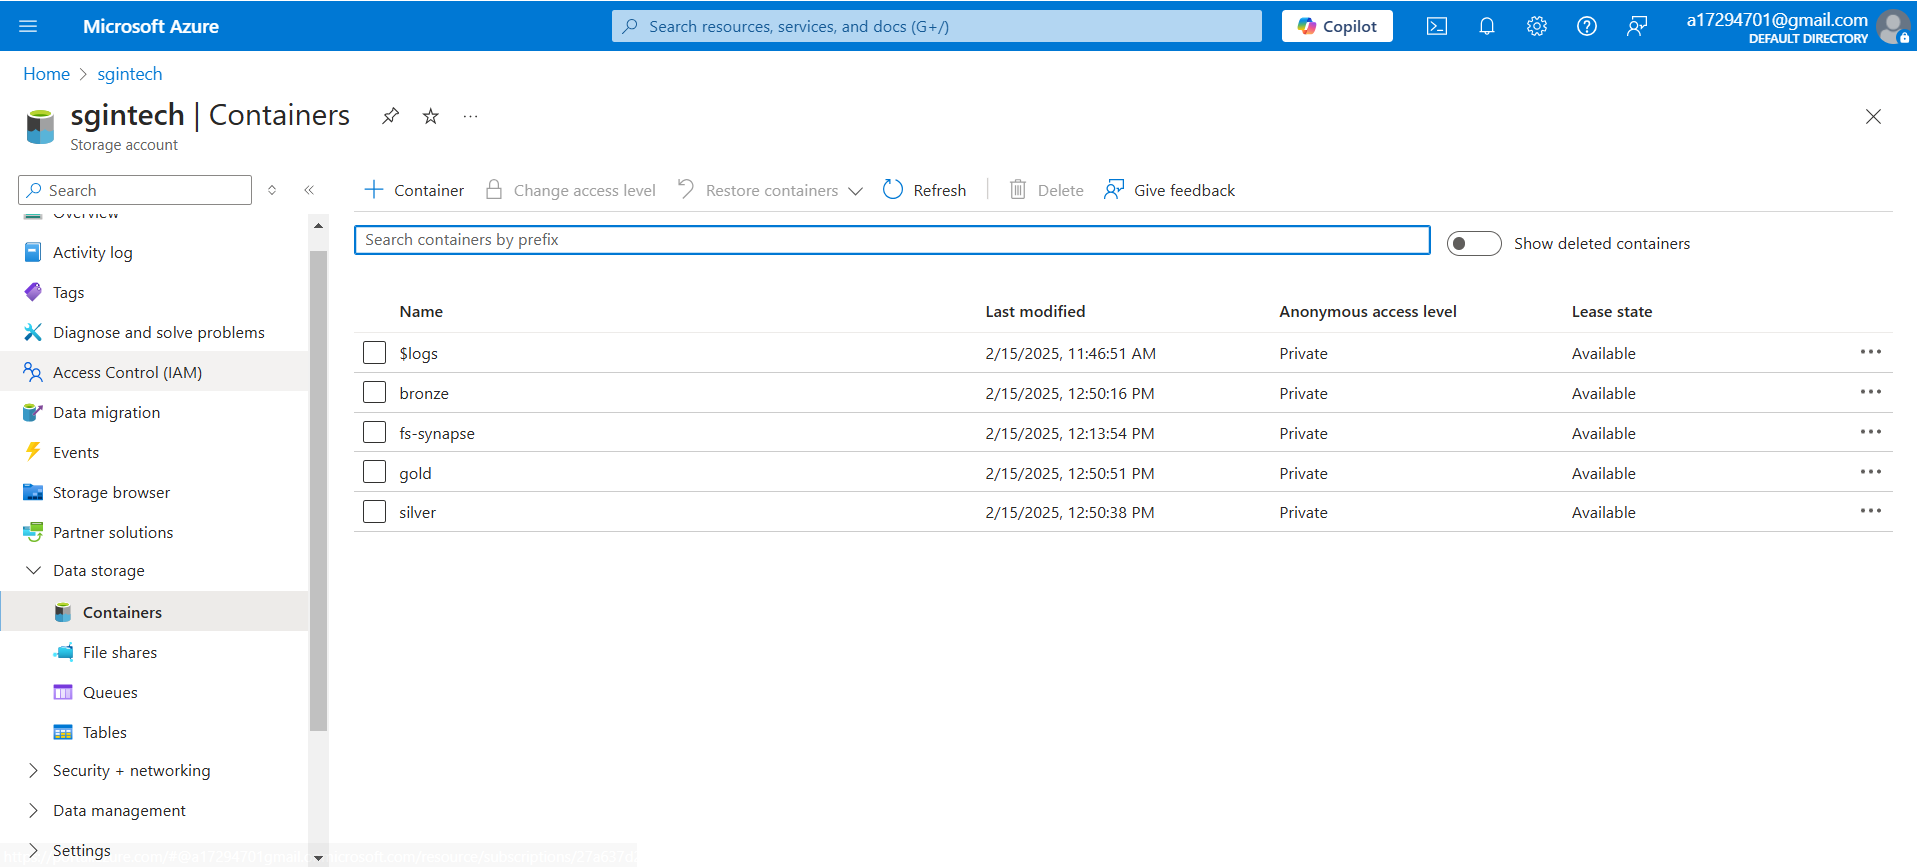 Microsoft Azure
Search resources, services, and docs (G+/)
Copilot
a17294701@gmail.com
DEFAULT DIRECTORY
Home > sgintech
sgintech | Containers
Storage account
Search
Container
Change access level
Restore containers
Refresh
Delete
Give feedback
Search containers by prefix
Show deleted containers
Overview
Activity log
Tags
Diagnose and solve problems
Access Control (IAM)
Data migration
Events
Storage browser
Partner solutions
Data storage
Containers
File shares
Queues
Tables
Security + networking
Data management
Settings
Name Last modified Anonymous access level Lease state
$logs 2/15/2025, 11:46:51 AM Private Available
bronze 2/15/2025, 12:50:16 PM Private Available
fs-synapse 2/15/2025, 12:13:54 PM Private Available
gold 2/15/2025, 12:50:51 PM Private Available
silver 2/15/2025, 12:50:38 PM Private Available